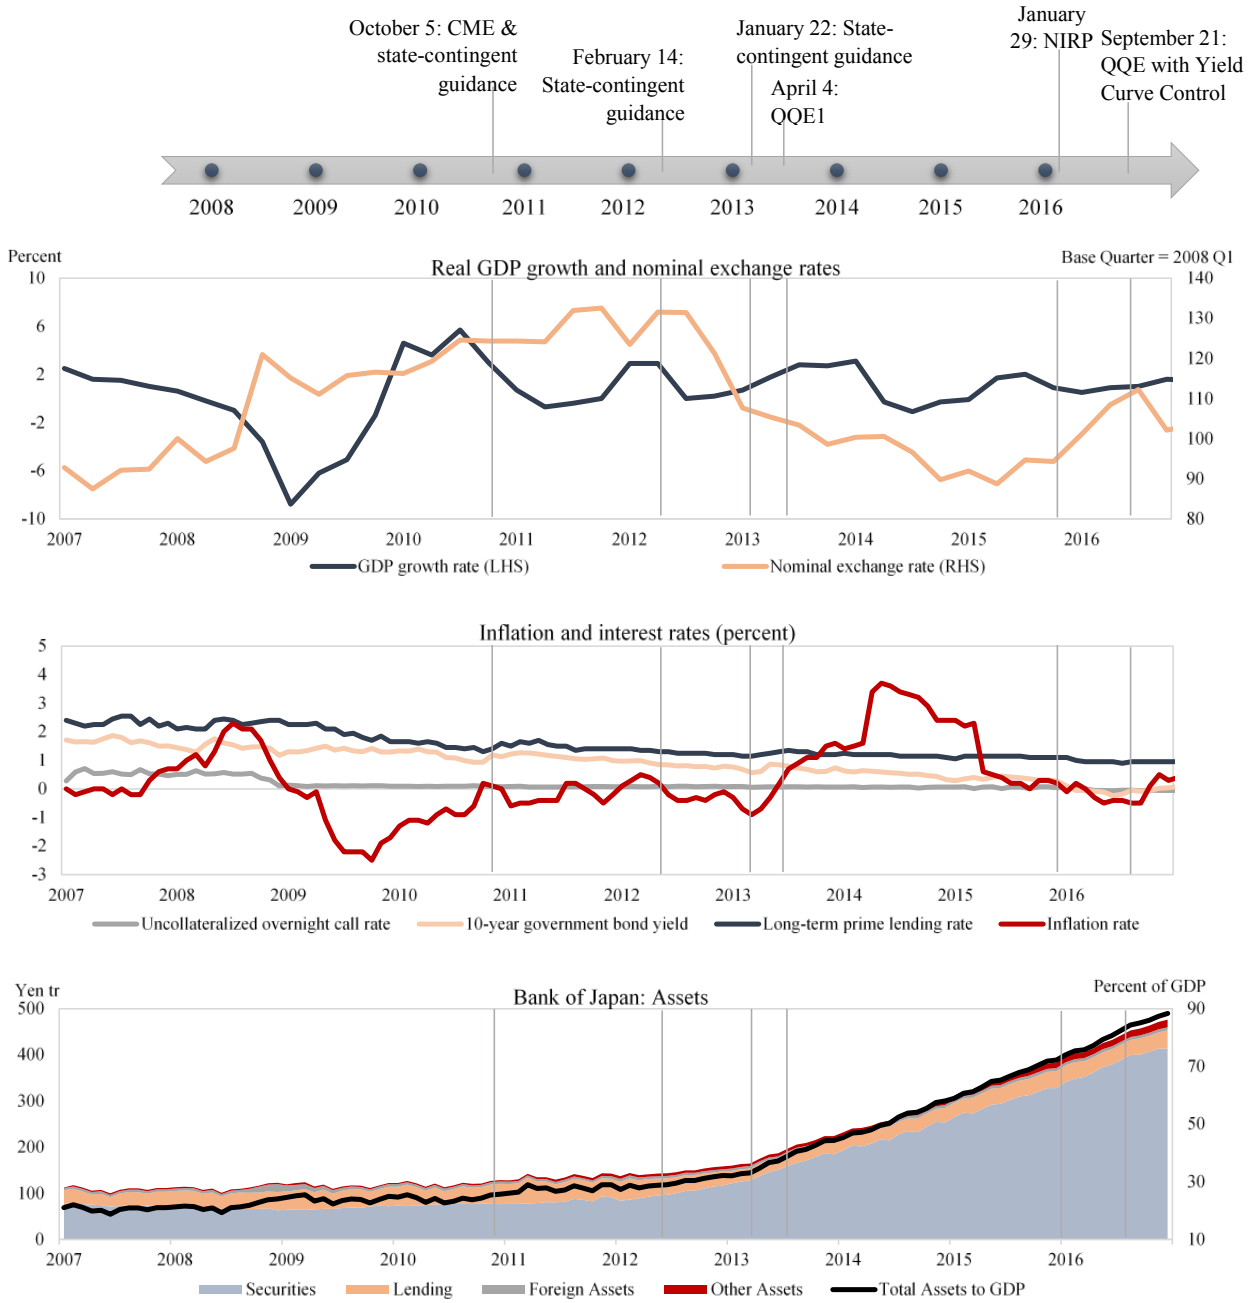 October 5: CME &
state-contingent
guidance
February 14:
State-contingent
guidance
January 22: State-
contingent guidance
April 4:
QQE1
January
29: NIRP
September 21:
QQE with Yield
Curve Control
2008 2009 2010 2011 2012 2013 2014 2015 2016
Percent
Base Quarter = 2008 Q1
Real GDP growth and nominal exchange rates
10
6
2
-2
-6
-10
140
130
120
110
100
90
80
2007 2008 2009 2010 2011 2012 2013 2014 2015 2016
GDP growth rate (LHS) Nominal exchange rate (RHS)
Inflation and interest rates (percent)
5
4
3
2
1
0
-1
-2
-3
2007 2008 2009 2010 2011 2012 2013 2014 2015 2016
Uncollateralized overnight call rate 10-year government bond yield Long-term prime lending rate Inflation rate
Yen tr
Percent of GDP
Bank of Japan: Assets
500
400
300
200
100
0
90
70
50
30
10
2007 2008 2009 2010 2011 2012 2013 2014 2015 2016
Securities Lending Foreign Assets Other Assets Total Assets to GDP